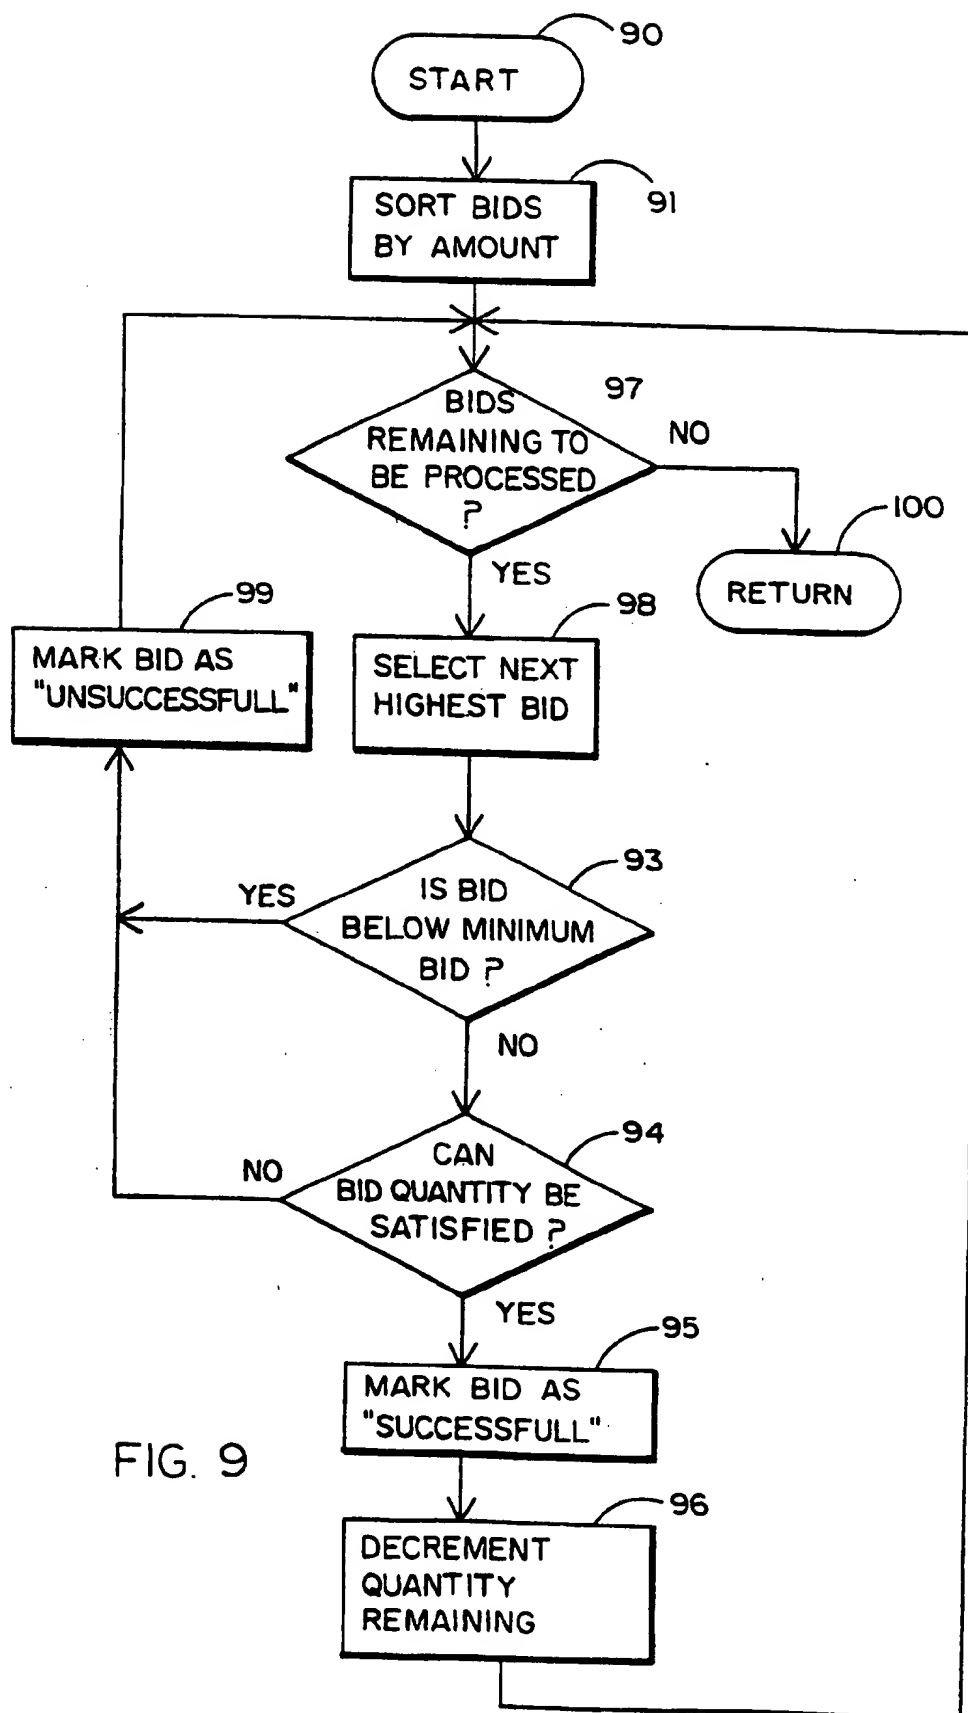 90
START
91
SORT BIDS
BY AMOUNT
97
BIDS
REMAINING TO
BE PROCESSED
?
NO
100
RETURN
YES
99
MARK BID AS
"UNSUCCESSFULL"
98
SELECT NEXT
HIGHEST BID
93
YES
IS BID
BELOW MINIMUM
BID ?
NO
94
NO
CAN
BID QUANTITY BE
SATISFIED ?
YES
95
MARK BID AS
"SUCCESSFULL"
FIG. 9
96
DECREMENT
QUANTITY
REMAINING